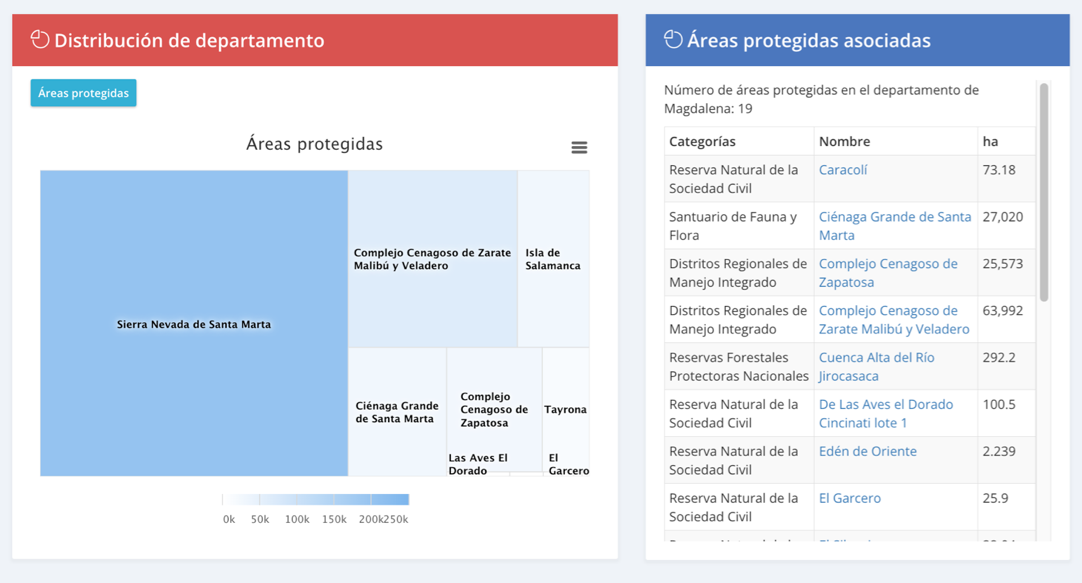 Distribución de departamento
Áreas protegidas
Áreas protegidas
Sierra Nevada de Santa Marta
Complejo Cenagoso de Zarate
Malibú y Veladero
Isla de
Salamanca
Ciénaga Grande
de Santa Marta
Complejo
Cenagoso de
Zapatosa
Tayrona
Las Aves El
Dorado
El
Garcero
0k 50k 100k 150k 200k250k
Áreas protegidas asociadas
Número de áreas protegidas en el departamento de
Magdalena: 19
Categorías Nombre ha
Reserva Natural de la Caracolí 73.18
Sociedad Civil
Santuario de Fauna y Ciénaga Grande de Santa 27,020
Flora Marta
Distritos Regionales de Complejo Cenagoso de 25,573
Manejo Integrado Zapatosa
Distritos Regionales de Complejo Cenagoso de 63,992
Manejo Integrado Zarate Malibú y Veladero
Reservas Forestales Cuenca Alta del Río 292.2
Protectoras Nacionales Jirocasaca
Reserva Natural de la De Las Aves el Dorado 100.5
Sociedad Civil Cincinati lote 1
Reserva Natural de la Edén de Oriente 2.239
Sociedad Civil
Reserva Natural de la El Garcero 25.9
Sociedad Civil